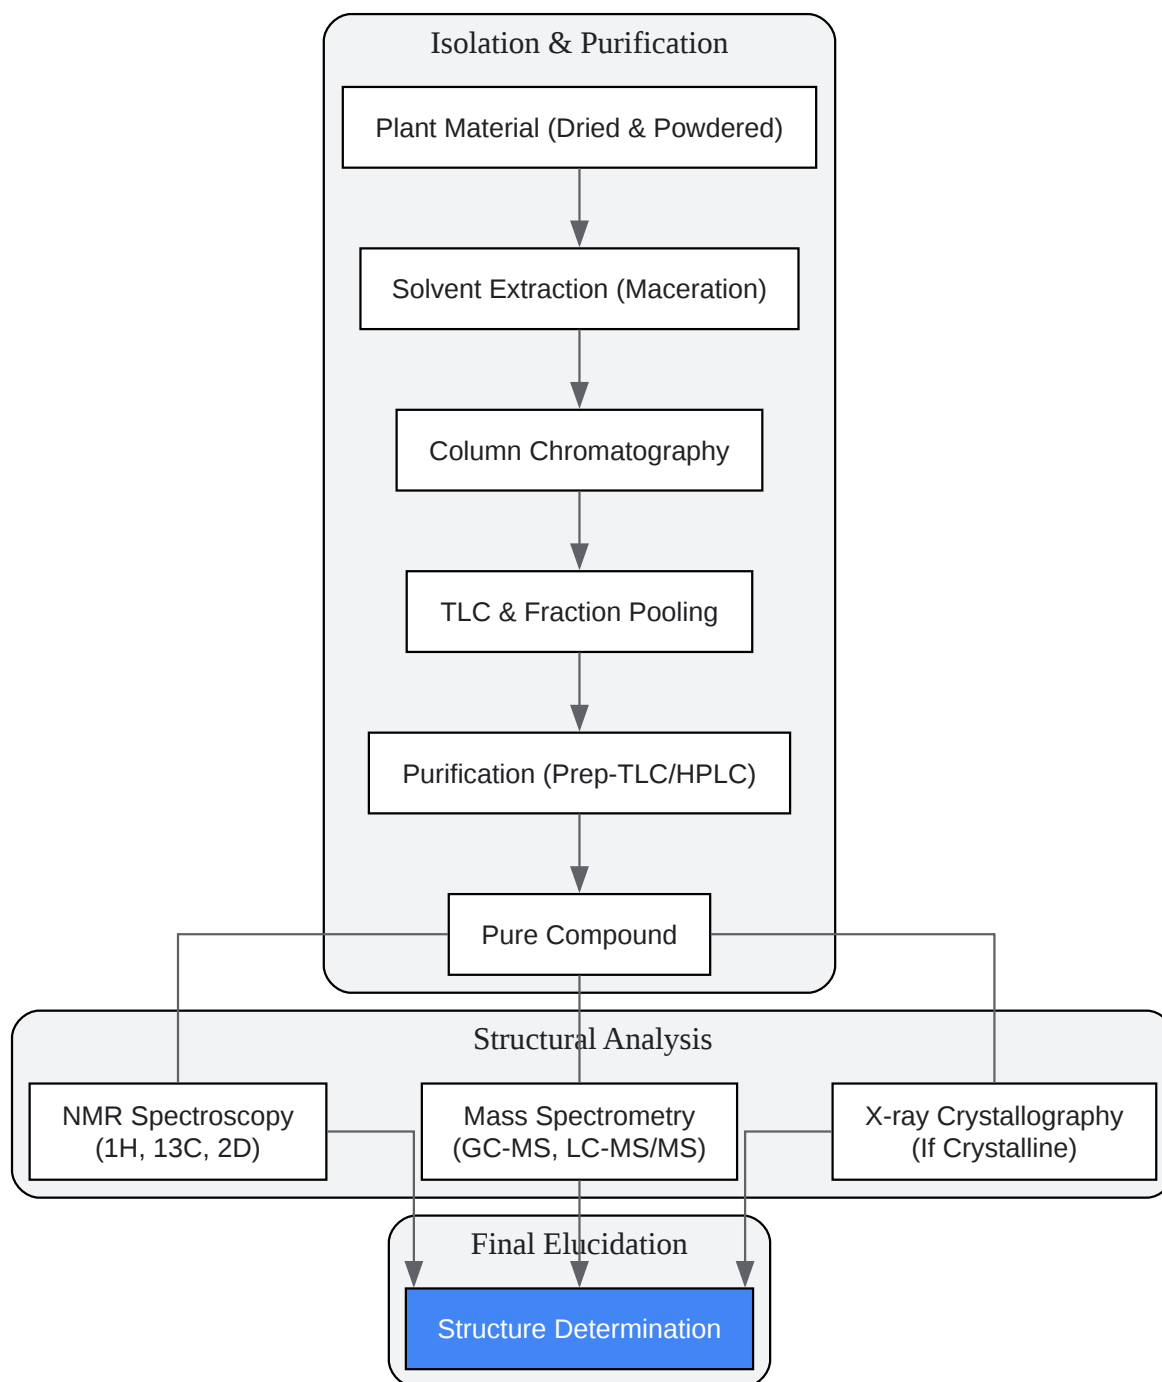 Isolation & Purification
Plant Material (Dried & Powdered)
Solvent Extraction (Maceration)
Column Chromatography
TLC & Fraction Pooling
Purification (Prep-TLC/HPLC)
Pure Compound
Structural Analysis
NMR Spectroscopy
(1H, 13C, 2D)
Mass Spectrometry
(GC-MS, LC-MS/MS)
X-ray Crystallography
(If Crystalline)
Final Elucidation
Structure Determination